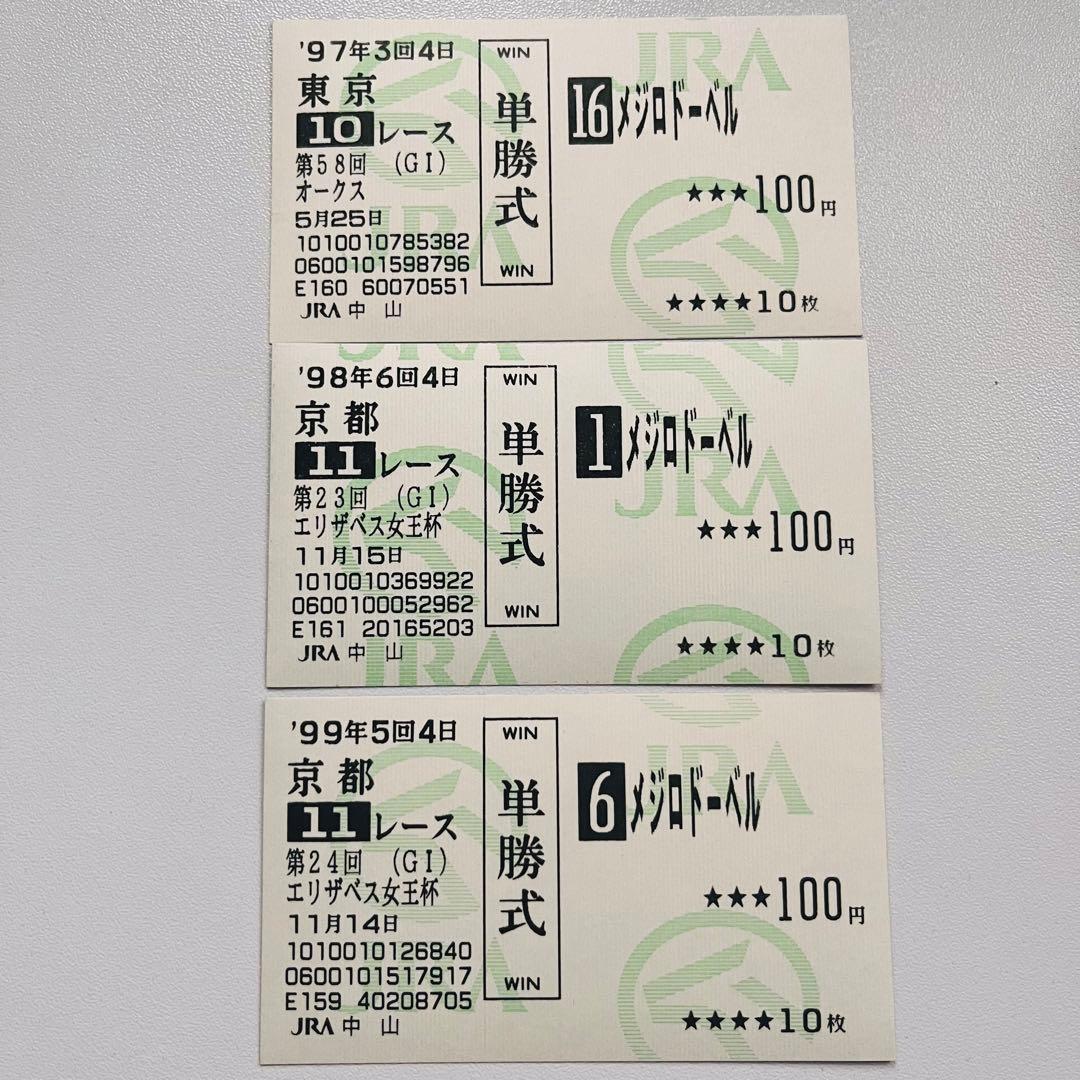 '97年3回4日
東京
10レース
第58回 (GI)
オークス
5月25日
1010010785382
0600101598796
E160 60070551
JRA 中 山
WIN
単勝式
WIN
16 メジロドーベル
★★★100円
★★★★10枚
JRA
JRA
JRA
'98年6回4日
京都
11レース
第23回 (GI)
エリザベス女王杯
11月15日
1010010369922
0600100052962
E161 20165203
JRA 中 山
WIN
単勝式
WIN
1 メジロドーベル
★★★100円
★★★★10枚
JRA
JRA
'99年5回4日
京都
11レース
第24回 (GI)
エリザベス女王杯
11月14日
1010010126840
0600101517917
E159 40208705
JRA 中 山
WIN
単勝式
WIN
6 メジロドーベル
★★★100円
★★★★10枚
JRA
JRA